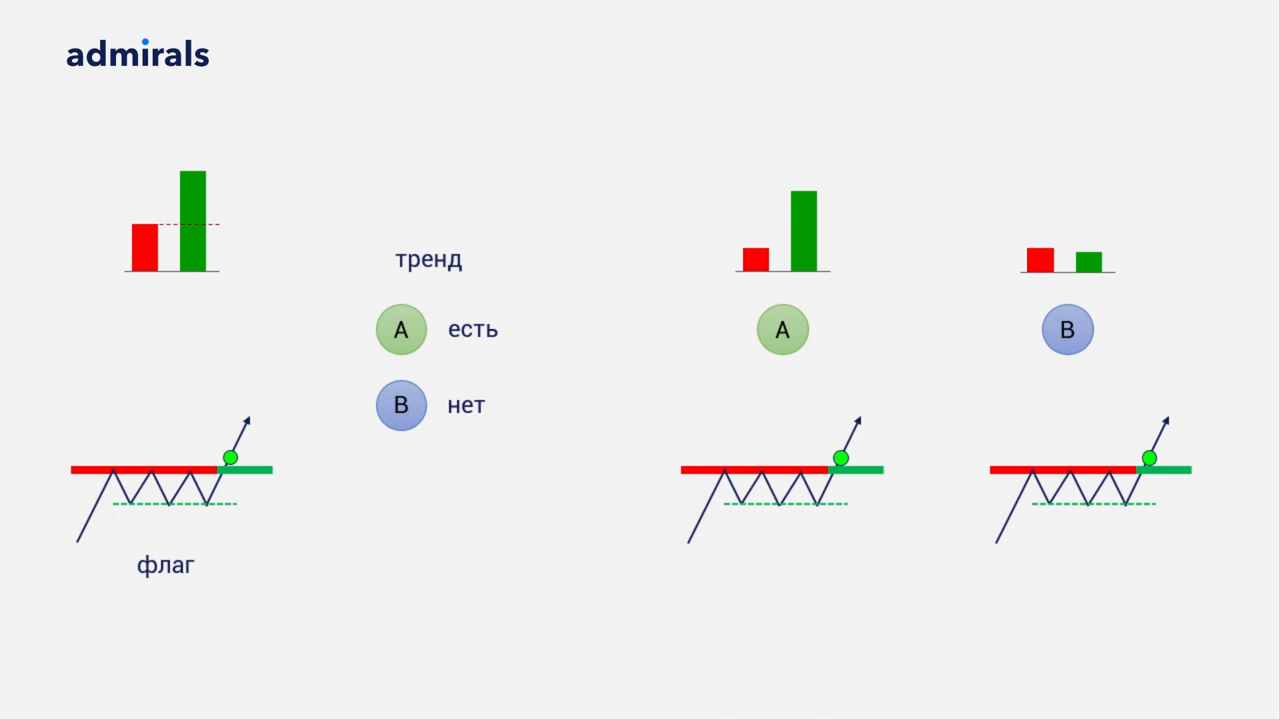 admirals
тренд
A есть
B нет
A
B
флаг